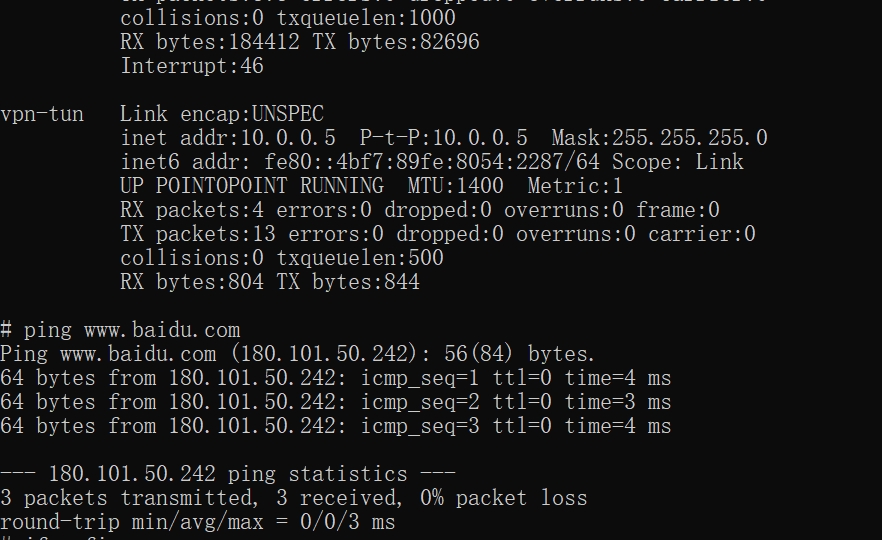 collisions:0 txqueuelen:1000
RX bytes:184412 TX bytes:82696
Interrupt:46
vpn-tun Link encap:UNSPEC
inet addr:10.0.0.5 P-t-P:10.0.0.5 Mask:255.255.255.0
inet6 addr: fe80::4bf7:89fe:8054:2287/64 Scope: Link
UP POINTOPOINT RUNNING MTU:1400 Metric:1
RX packets:4 errors:0 dropped:0 overruns:0 frame:0
TX packets:13 errors:0 dropped:0 overruns:0 carrier:0
collisions:0 txqueuelen:500
RX bytes:804 TX bytes:844
# ping www.baidu.com
Ping www.baidu.com (180.101.50.242): 56(84) bytes.
64 bytes from 180.101.50.242: icmp_seq=1 ttl=0 time=4 ms
64 bytes from 180.101.50.242: icmp_seq=2 ttl=0 time=3 ms
64 bytes from 180.101.50.242: icmp_seq=3 ttl=0 time=4 ms
--- 180.101.50.242 ping statistics ---
3 packets transmitted, 3 received, 0% packet loss
round-trip min/avg/max = 0/0/3 ms